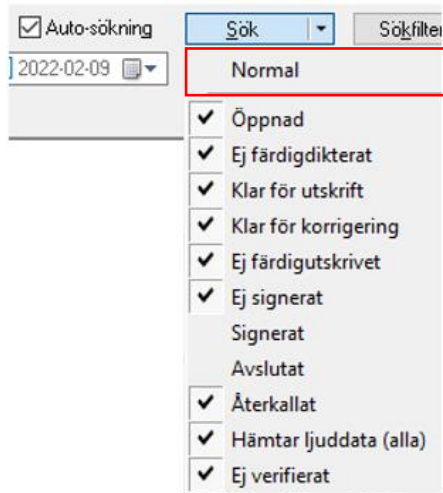 Auto-sökning Sök Sökfilter
2022-02-09
Normal
Öppnad
Ej färdigdikterat
Klar för utskrift
Klar för korrigering
Ej färdigutskrivet
Ej signerat
Signerat
Avslutat
Återkallat
Hämtar ljuddata (alla)
Ej verifierat